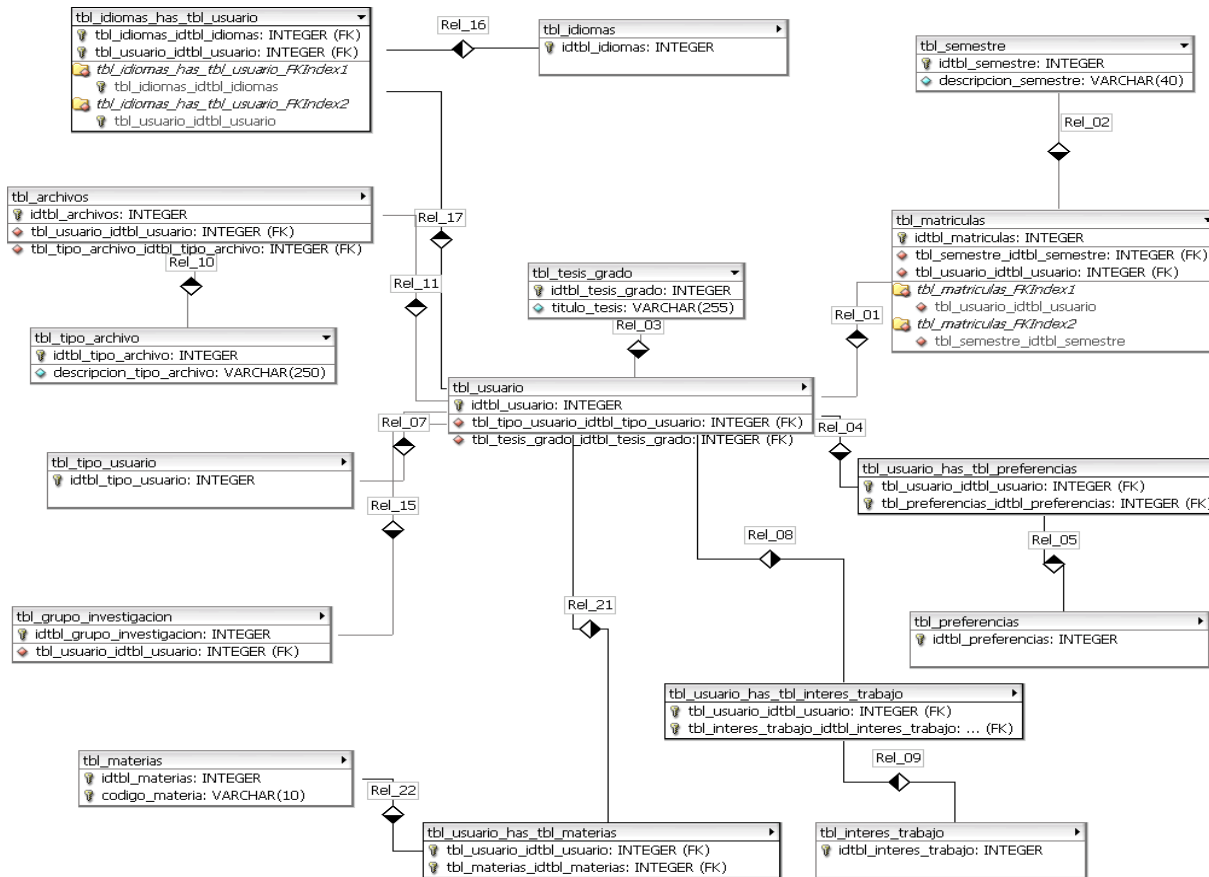 tbl_idiomas_has_tbl_usuario
tbl_idiomas_idtbl_idiomas: INTEGER (FK)
tbl_usuario_idtbl_usuario: INTEGER (FK)
tbl_idiomas_has_tbl_usuario_FKIndex1
tbl_idiomas_idtbl_idiomas
tbl_idiomas_has_tbl_usuario_FKIndex2
tbl_usuario_idtbl_usuario
Rel_16
tbl_idiomas
idtbl_idiomas: INTEGER
tbl_semestre
idtbl_semestre: INTEGER
descripcion_semestre: VARCHAR(40)
Rel_02
tbl_archivos
idtbl_archivos: INTEGER
tbl_usuario_idtbl_usuario: INTEGER (FK)
tbl_tipo_archivo_idtbl_tipo_archivo: INTEGER (FK)
Rel_10
Rel_17
Rel_11
tbl_matriculas
idtbl_matriculas: INTEGER
tbl_semestre_idtbl_semestre: INTEGER (FK)
tbl_usuario_idtbl_usuario: INTEGER (FK)
tbl_matriculas_FKIndex1
tbl_usuario_idtbl_usuario
tbl_matriculas_FKIndex2
tbl_semestre_idtbl_semestre
Rel_01
tbl_tesis_grado
idtbl_tesis_grado: INTEGER
titulo_tesis: VARCHAR(255)
Rel_03
tbl_tipo_archivo
idtbl_tipo_archivo: INTEGER
descripcion_tipo_archivo: VARCHAR(250)
tbl_usuario
idtbl_usuario: INTEGER
tbl_tipo_usuario_idtbl_tipo_usuario: INTEGER (FK)
tbl_tesis_grado_idtbl_tesis_grado: INTEGER (FK)
Rel_07
Rel_04
tbl_tipo_usuario
idtbl_tipo_usuario: INTEGER
tbl_usuario_has_tbl_preferencias
tbl_usuario_idtbl_usuario: INTEGER (FK)
tbl_preferencias_idtbl_preferencias: INTEGER (FK)
Rel_15
Rel_08
Rel_05
tbl_grupo_investigacion
idtbl_grupo_investigacion: INTEGER
tbl_usuario_idtbl_usuario: INTEGER (FK)
Rel_21
tbl_preferencias
idtbl_preferencias: INTEGER
tbl_usuario_has_tbl_interes_trabajo
tbl_usuario_idtbl_usuario: INTEGER (FK)
tbl_interes_trabajo_idtbl_interes_trabajo: ... (FK)
Rel_09
tbl_materias
idtbl_materias: INTEGER
codigo_materia: VARCHAR(10)
Rel_22
tbl_usuario_has_tbl_materias
tbl_usuario_idtbl_usuario: INTEGER (FK)
tbl_materias_idtbl_materias: INTEGER (FK)
tbl_interes_trabajo
idtbl_interes_trabajo: INTEGER